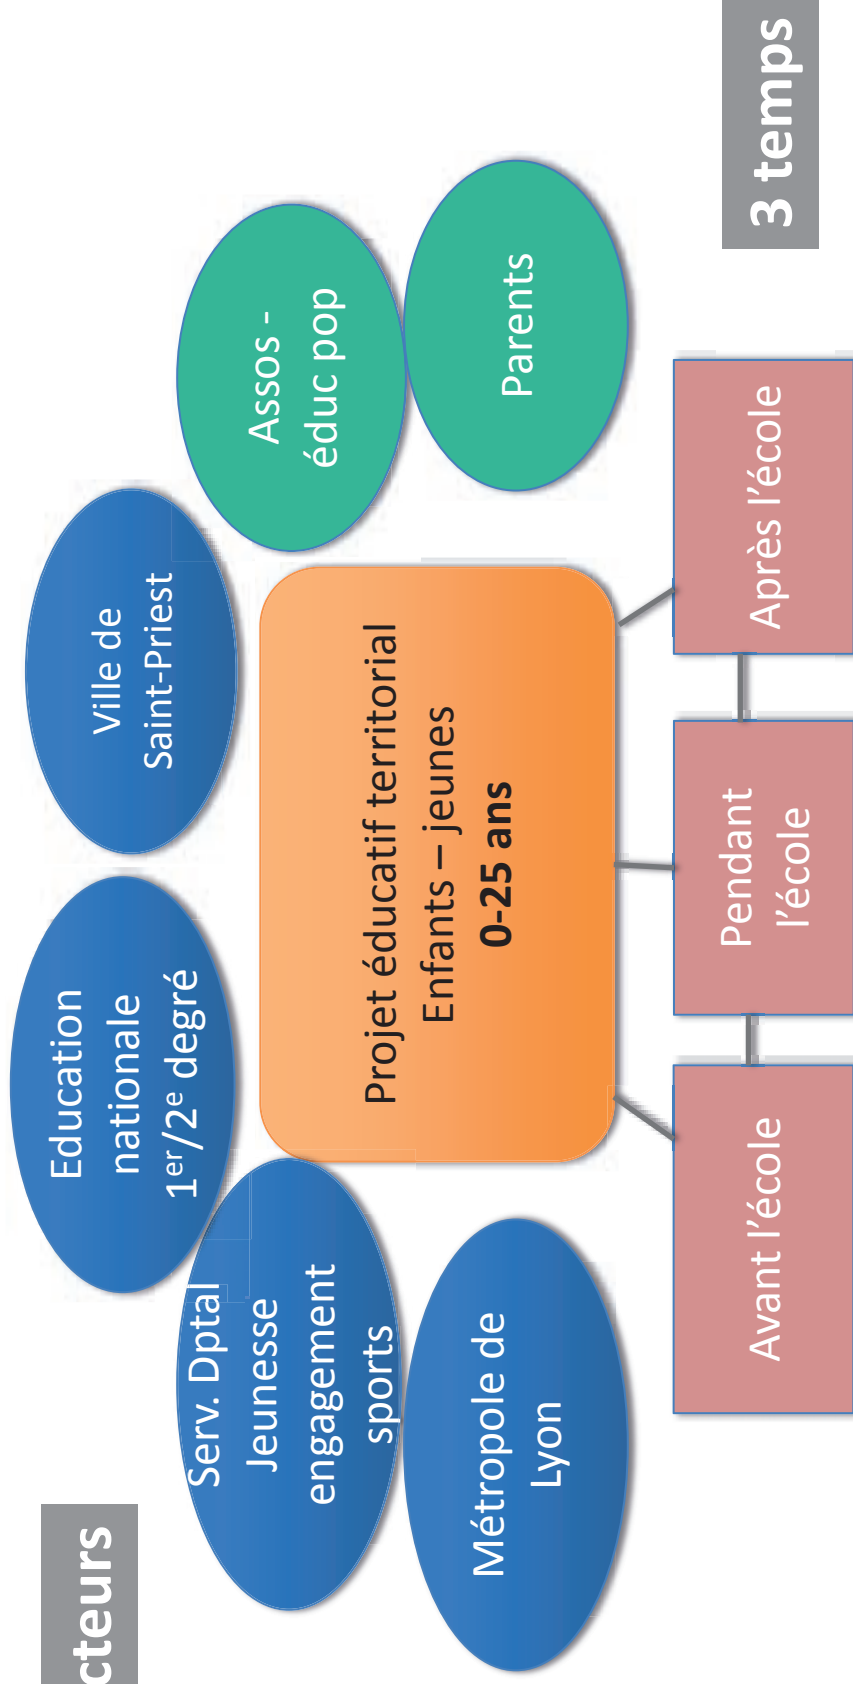 cteurs
Métropole de
Lyon
Serv. Dptal
Jeunesse
engagement
sports
Education
nationale
1er/2e degré
Ville de
Saint-Priest
Assos -
éduc pop
Parents
Projet éducatif territorial
Enfants – jeunes
0-25 ans
3 temps
Avant l’école
Pendant
l’école
Après l’école